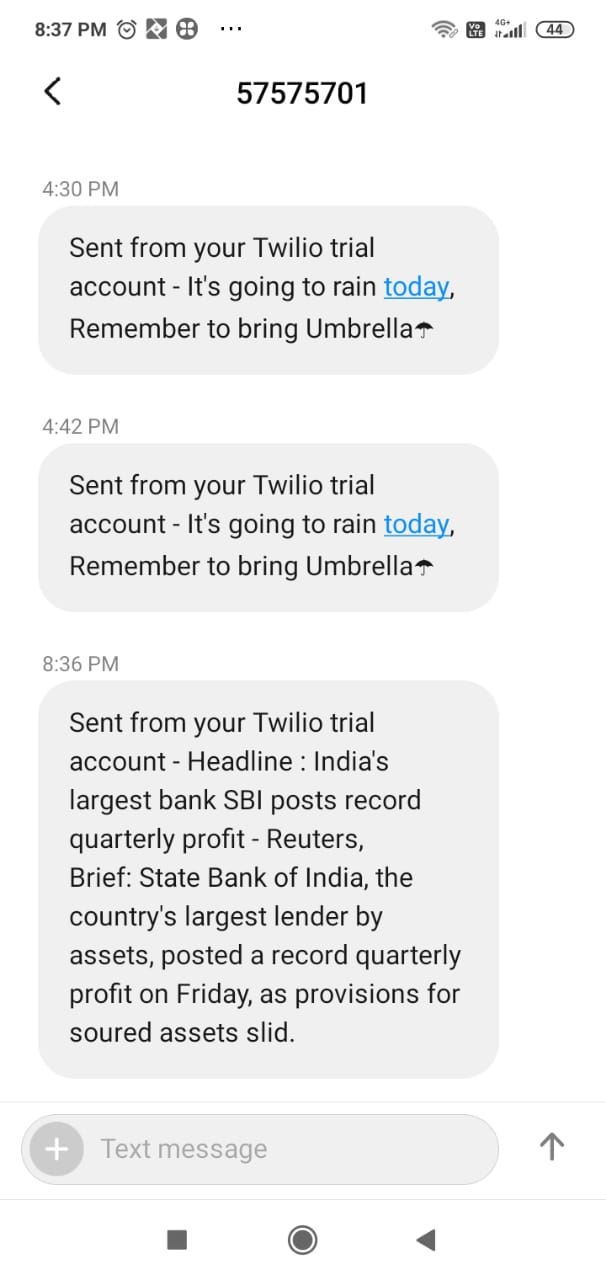 8:37 PM ... Vo LTE 4G+ 44
57575701
4:30 PM
Sent from your Twilio trial
account - It's going to rain today,
Remember to bring Umbrella☂
4:42 PM
Sent from your Twilio trial
account - It's going to rain today,
Remember to bring Umbrella☂
8:36 PM
Sent from your Twilio trial
account - Headline : India's
largest bank SBI posts record
quarterly profit - Reuters,
Brief: State Bank of India, the
country's largest lender by
assets, posted a record quarterly
profit on Friday, as provisions for
soured assets slid.
Text message